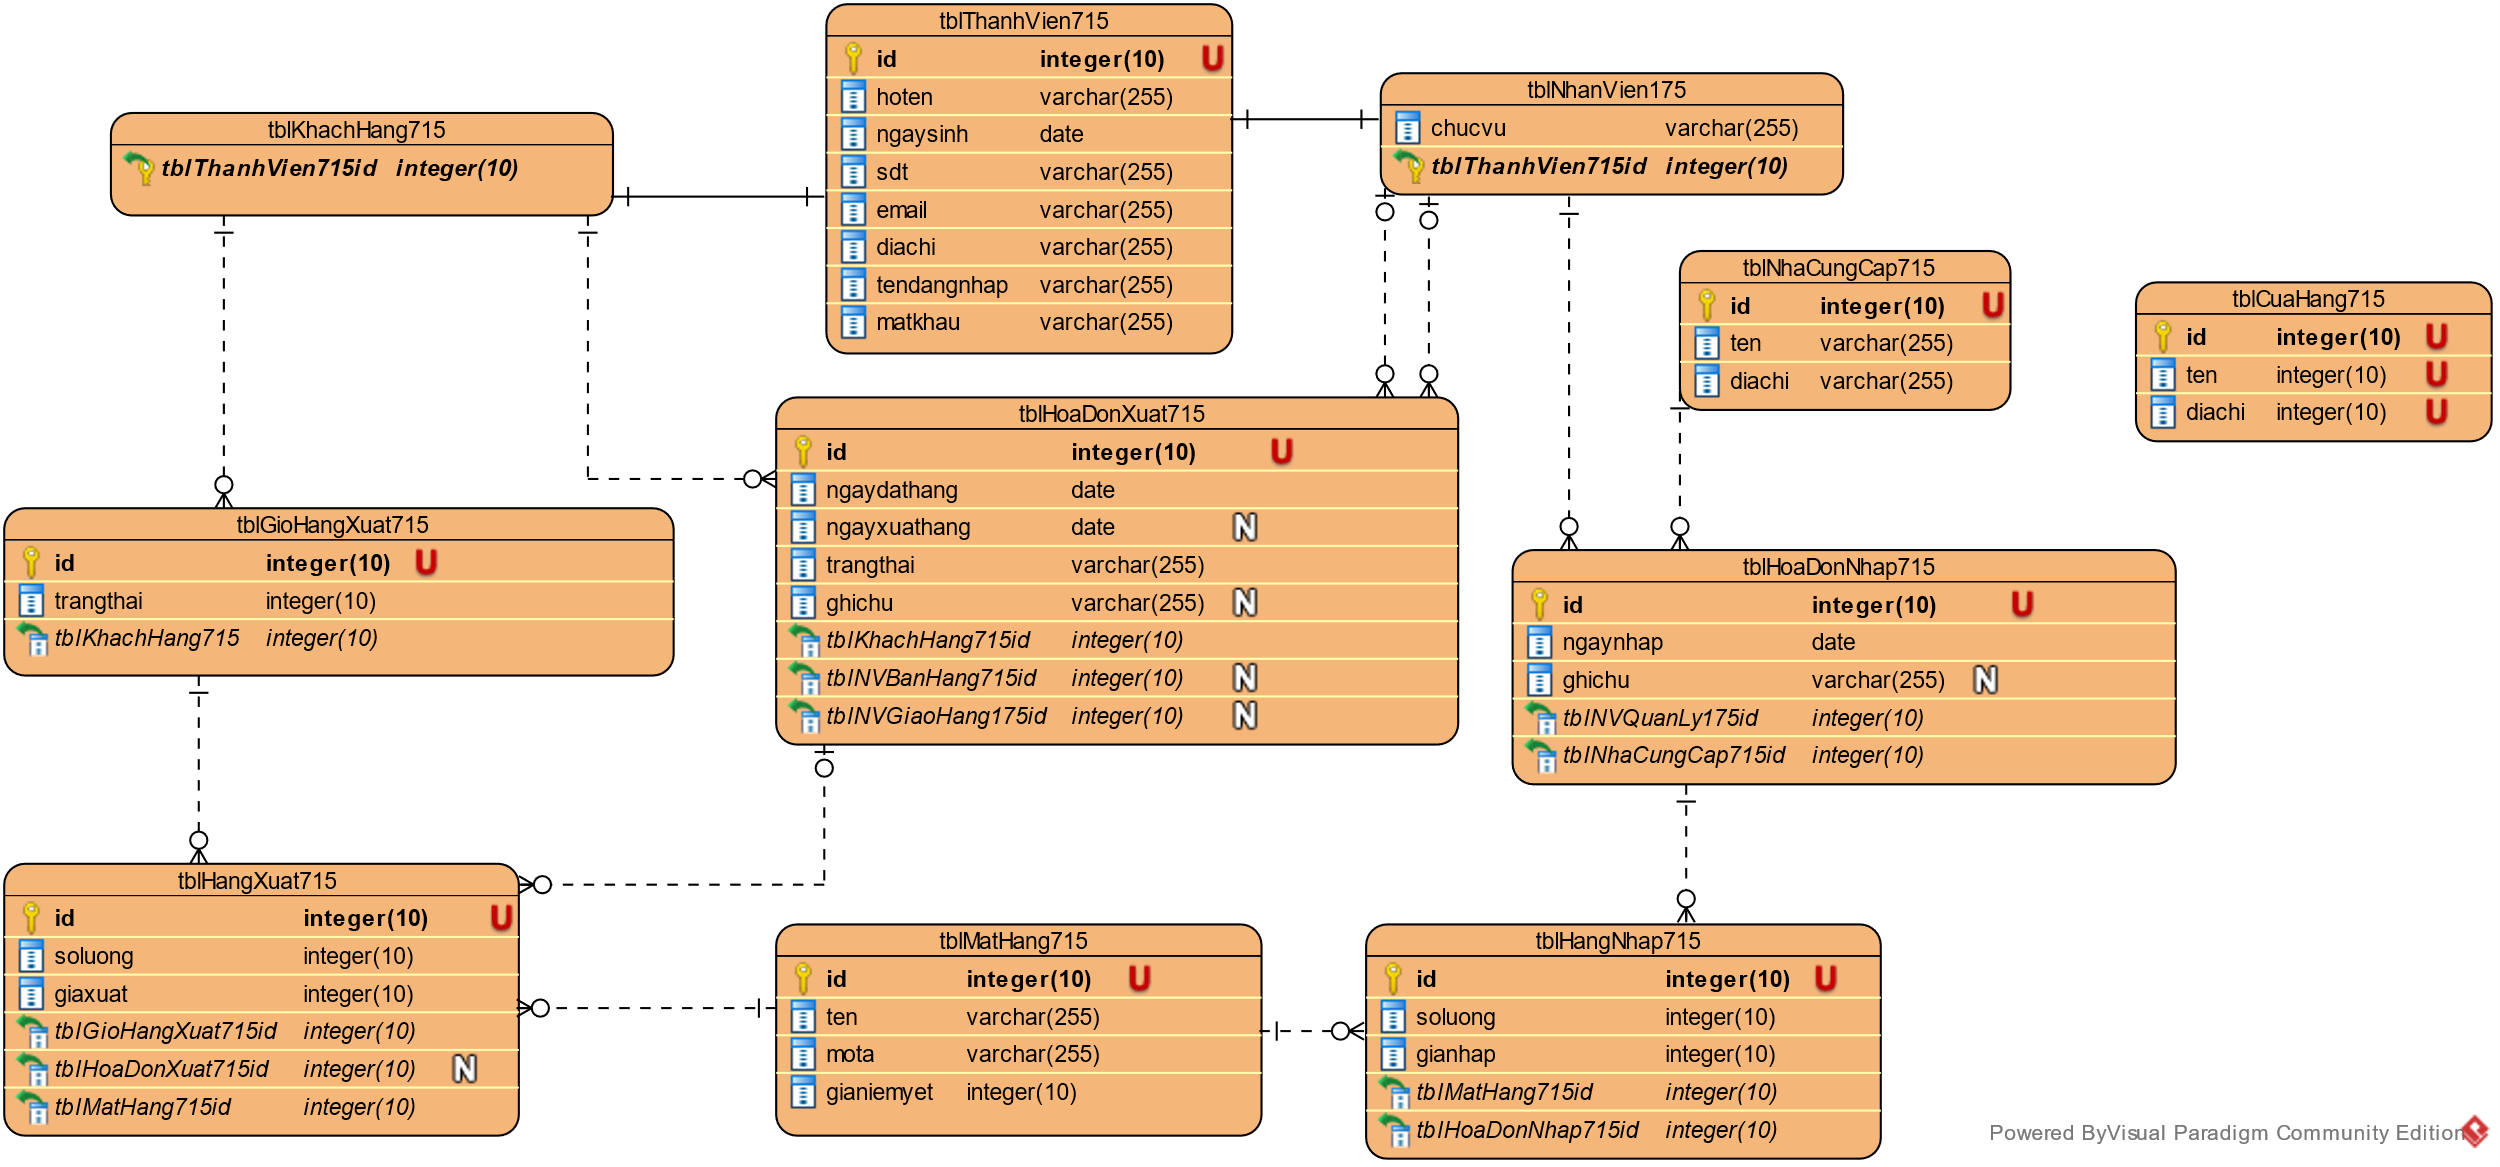 tblThanhVien715
id integer(10) U
hoten varchar(255)
ngaysinh date
sdt varchar(255)
email varchar(255)
diachi varchar(255)
tendangnhap varchar(255)
matkhau varchar(255)
tblNhanVien175
chucvu varchar(255)
tblThanhVien715id integer(10)
tblKhachHang715
tblThanhVien715id integer(10)
tblNhaCungCap715
id integer(10) U
ten varchar(255)
diachi varchar(255)
tblCuaHang715
id integer(10) U
ten integer(10) U
diachi integer(10) U
tblHoaDonXuat715
id integer(10) U
ngaydathang date
ngayxuathang date N
trangthai varchar(255)
ghichu varchar(255) N
tblKhachHang715id integer(10)
tblNVBanHang715id integer(10) N
tblNVGiaoHang175id integer(10) N
tblGioHangXuat715
id integer(10) U
trangthai integer(10)
tblKhachHang715 integer(10)
tblHoaDonNhap715
id integer(10) U
ngaynhap date
ghichu varchar(255) N
tblNVQuanLy175id integer(10)
tblNhaCungCap715id integer(10)
tblHangXuat715
id integer(10) U
soluong integer(10)
giaxuat integer(10)
tblGioHangXuat715id integer(10)
tblHoaDonXuat715id integer(10) N
tblMatHang715id integer(10)
tblMatHang715
id integer(10) U
ten varchar(255)
mota varchar(255)
gianiemyet integer(10)
tblHangNhap715
id integer(10) U
soluong integer(10)
gianhap integer(10)
tblMatHang715id integer(10)
tblHoaDonNhap715id integer(10)
Powered ByVisual Paradigm Community Edition